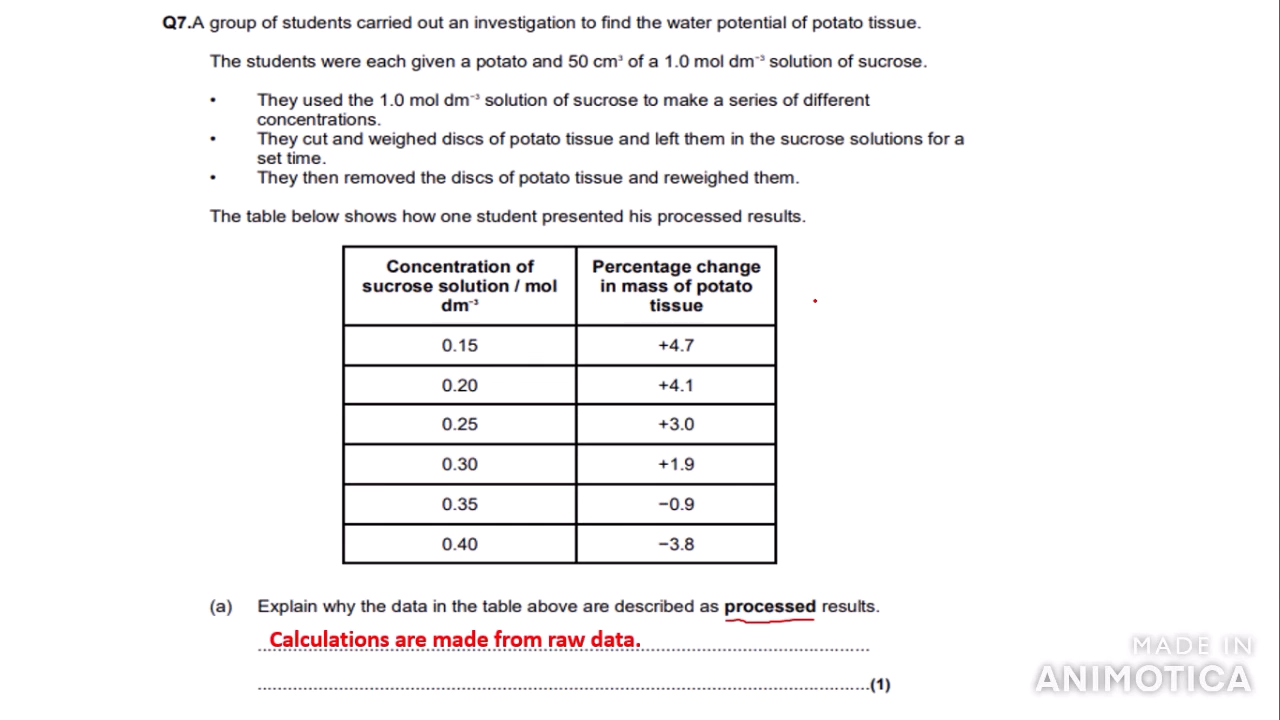 Q7.A group of students carried out an investigation to find the water potential of potato tissue.
The students were each given a potato and 50 cm³ of a 1.0 mol dm⁻³ solution of sucrose.
• They used the 1.0 mol dm⁻³ solution of sucrose to make a series of different
concentrations.
• They cut and weighed discs of potato tissue and left them in the sucrose solutions for a
set time.
• They then removed the discs of potato tissue and reweighed them.
The table below shows how one student presented his processed results.
Concentration of sucrose solution / mol dm⁻³ Percentage change in mass of potato tissue
0.15 +4.7
0.20 +4.1
0.25 +3.0
0.30 +1.9
0.35 −0.9
0.40 −3.8
(a) Explain why the data in the table above are described as processed results.
Calculations are made from raw data.
(1)
MADE IN
ANIMOTICA